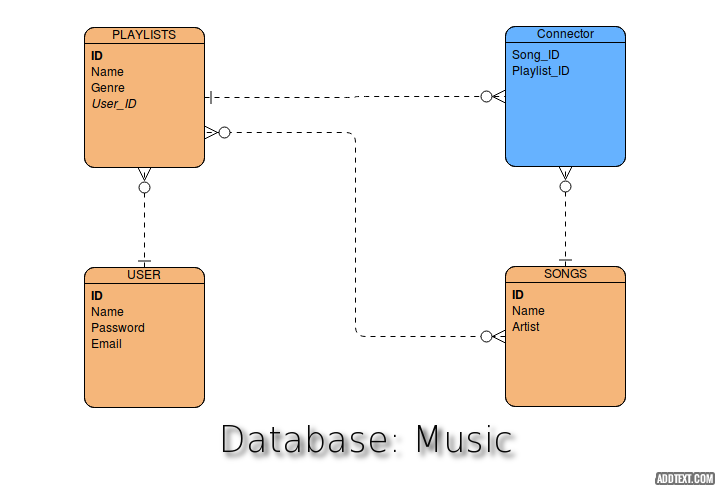 PLAYLISTS
ID
Name
Genre
User_ID
Connector
Song_ID
Playlist_ID
USER
ID
Name
Password
Email
SONGS
ID
Name
Artist
Database: Music
ADDTEXT.COM